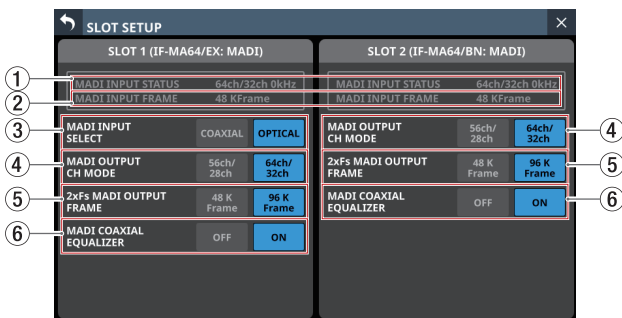 SLOT SETUP
SLOT 1 (IF-MA64/EX: MADI)
SLOT 2 (IF-MA64/BN: MADI)
① MADI INPUT STATUS 64ch/32ch 0kHz MADI INPUT STATUS 64ch/32ch 0kHz
② MADI INPUT FRAME 48 KFrame MADI INPUT FRAME 48 KFrame
③ MADI INPUT SELECT COAXIAL OPTICAL
④ MADI OUTPUT CH MODE 56ch/28ch 64ch/32ch
⑤ 2xFs MADI OUTPUT FRAME 48 K Frame 96 K Frame
⑥ MADI COAXIAL EQUALIZER OFF ON
MADI OUTPUT CH MODE 56ch/28ch 64ch/32ch ④
2xFs MADI OUTPUT FRAME 48 K Frame 96 K Frame ⑤
MADI COAXIAL EQUALIZER OFF ON ⑥